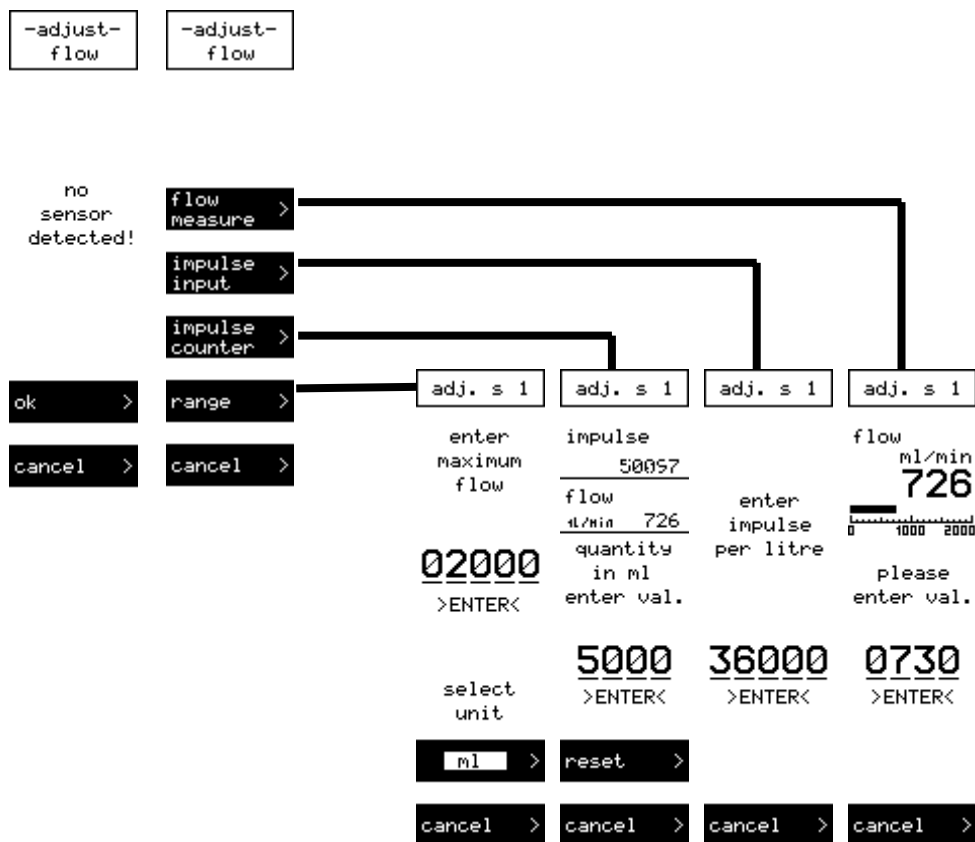 -adjust-
flow
-adjust-
flow
no
sensor
detected!
ok >
cancel >
flow
measure >
impulse
input >
impulse
counter >
range >
cancel >
adj. s 1
enter
maximum
flow
02000
>ENTER<
select
unit
ml >
cancel >
adj. s 1
impulse
50097
flow
ml/min 726
quantity
in ml
enter val.
5000
>ENTER<
reset >
cancel >
adj. s 1
enter
impulse
per litre
36000
>ENTER<
cancel >
adj. s 1
flow
ml/min
726
0 1000 2000
please
enter val.
0730
>ENTER<
cancel >